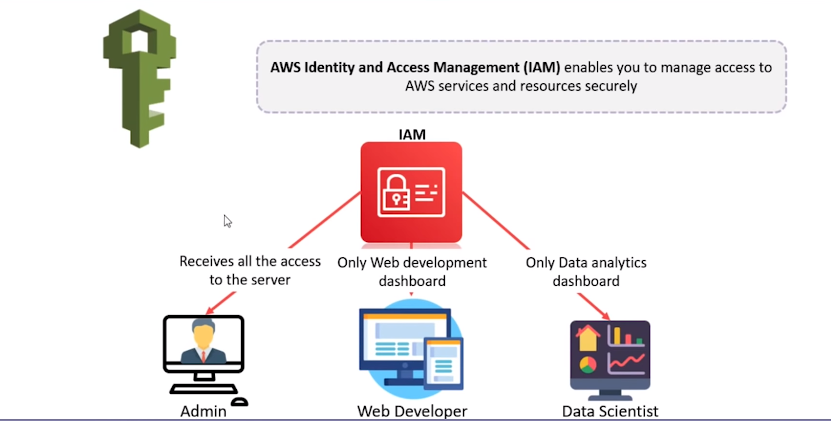 AWS Identity and Access Management (IAM) enables you to manage access to
AWS services and resources securely
IAM
Receives all the access
to the server
Only Web development
dashboard
Only Data analytics
dashboard
Admin
Web Developer
Data Scientist